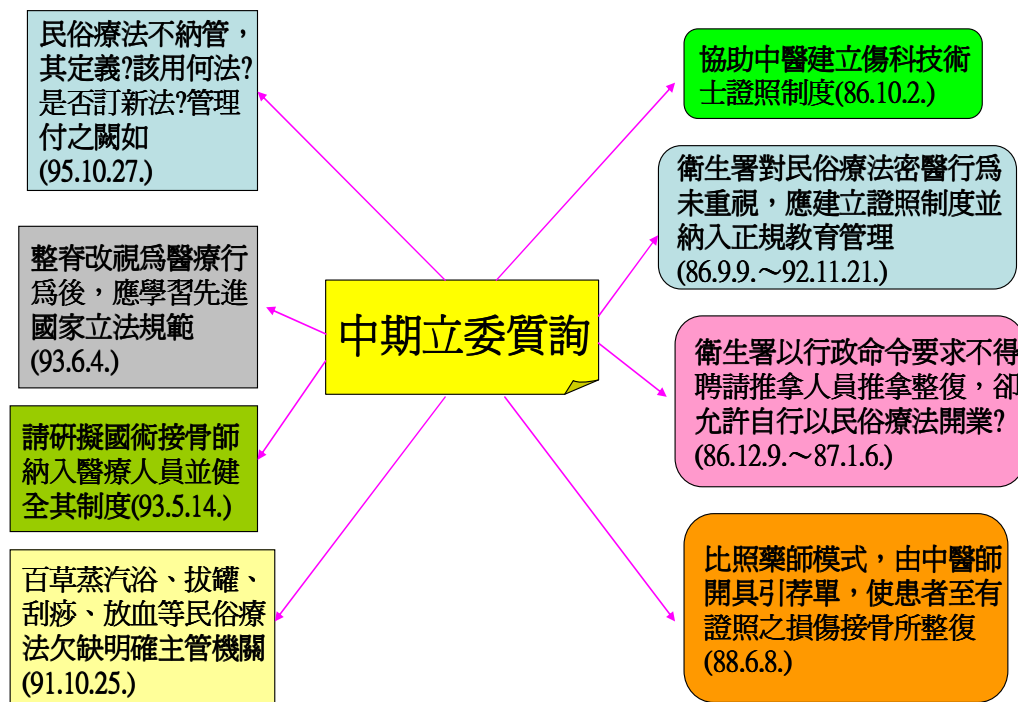 民俗療法不納管，
其定義?該用何法?
是否訂新法?管理
付之闕如
(95.10.27.)
協助中醫建立傷科技術
士證照制度(86.10.2.)
衛生署對民俗療法密醫行為
未重視，應建立證照制度並
納入正規教育管理
(86.9.9.～92.11.21.)
整脊改視為醫療行
為後，應學習先進
國家立法規範
(93.6.4.)
中期立委質詢
衛生署以行政命令要求不得
聘請推拿人員推拿整復，卻
允許自行以民俗療法開業?
(86.12.9.～87.1.6.)
請研擬國術接骨師
納入醫療人員並健
全其制度(93.5.14.)
百草蒸汽浴、拔罐、
刮痧、放血等民俗療
法欠缺明確主管機關
(91.10.25.)
比照藥師模式，由中醫師
開具引荐單，使患者至有
證照之損傷接骨所整復
(88.6.8.)